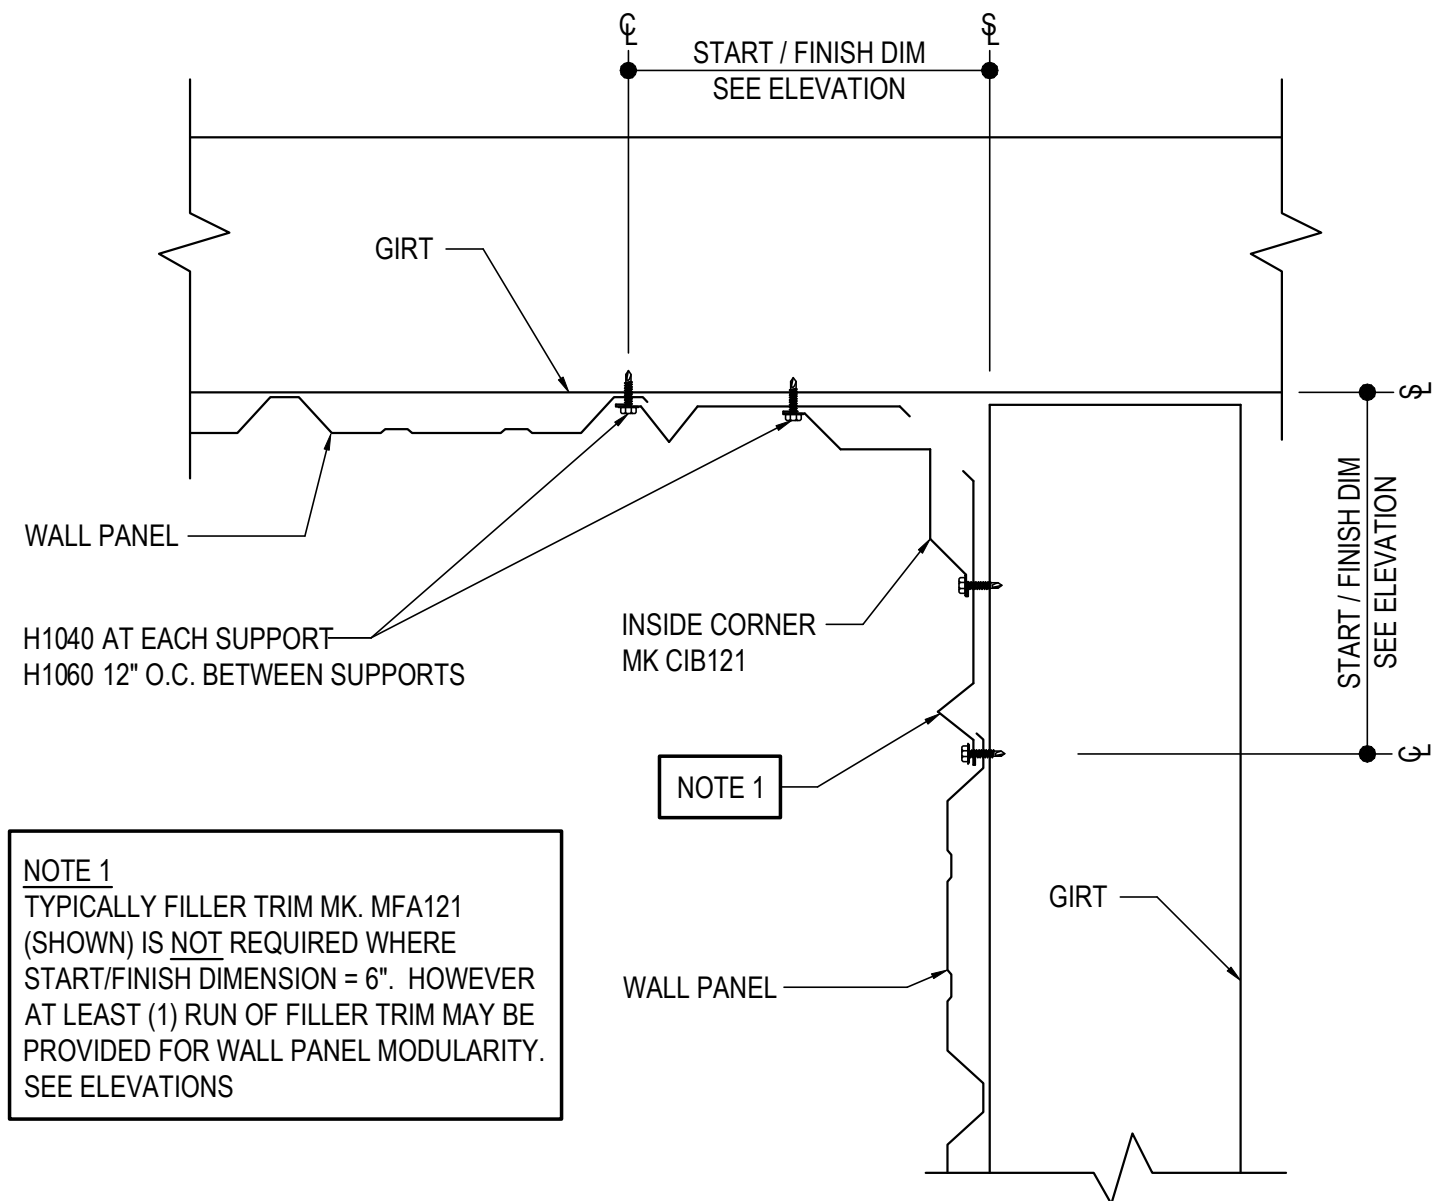 ℄
START / FINISH DIM
SEE ELEVATION
SL
GIRT
SL
START / FINISH DIM
SEE ELEVATION
℄
WALL PANEL
H1040 AT EACH SUPPORT
H1060 12" O.C. BETWEEN SUPPORTS
INSIDE CORNER
MK CIB121
NOTE 1
GIRT
WALL PANEL
NOTE 1
TYPICALLY FILLER TRIM MK. MFA121
(SHOWN) IS NOT REQUIRED WHERE
START/FINISH DIMENSION = 6". HOWEVER
AT LEAST (1) RUN OF FILLER TRIM MAY BE
PROVIDED FOR WALL PANEL MODULARITY.
SEE ELEVATIONS